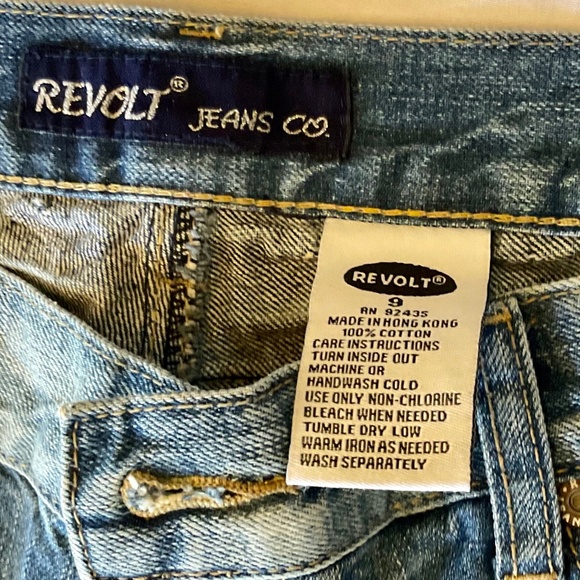 REVOLT® JEANS CO.
REVOLT®
9
RN 92435
MADE IN HONG KONG
100% COTTON
CARE INSTRUCTIONS
TURN INSIDE OUT
MACHINE OR
HANDWASH COLD
USE ONLY NON-CHLORINE
BLEACH WHEN NEEDED
TUMBLE DRY LOW
WARM IRON AS NEEDED
WASH SEPARATELY